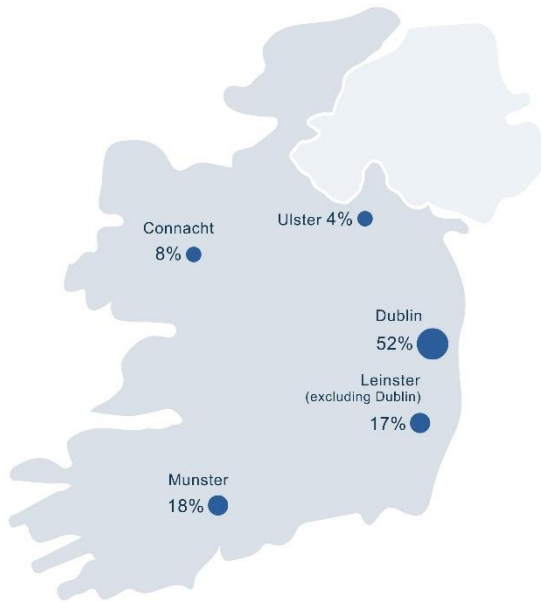 Ulster 4%
Connacht
8%
Dublin
52%
Leinster
(excluding Dublin)
17%
Munster
18%